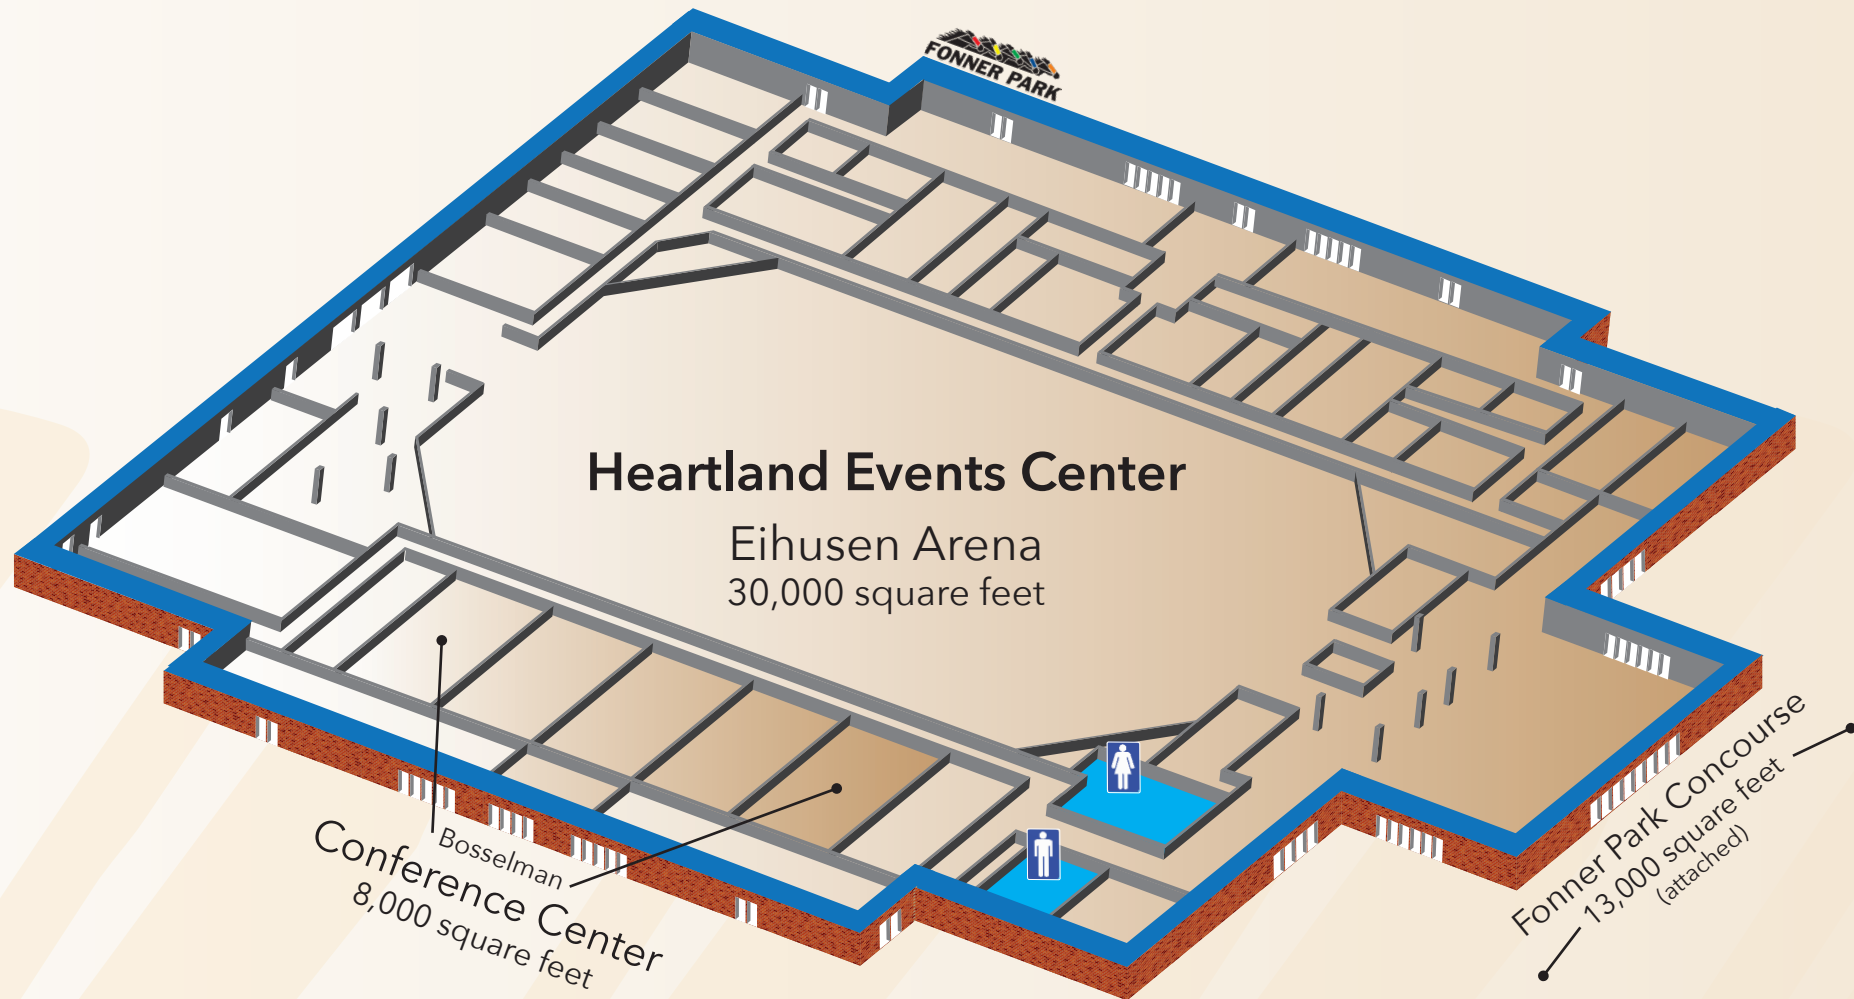 FONNER PARK
Heartland Events Center
Eihusen Arena
30,000 square feet
Bosselman
Conference Center
8,000 square feet
Fonner Park Concourse
13,000 square feet
(attached)